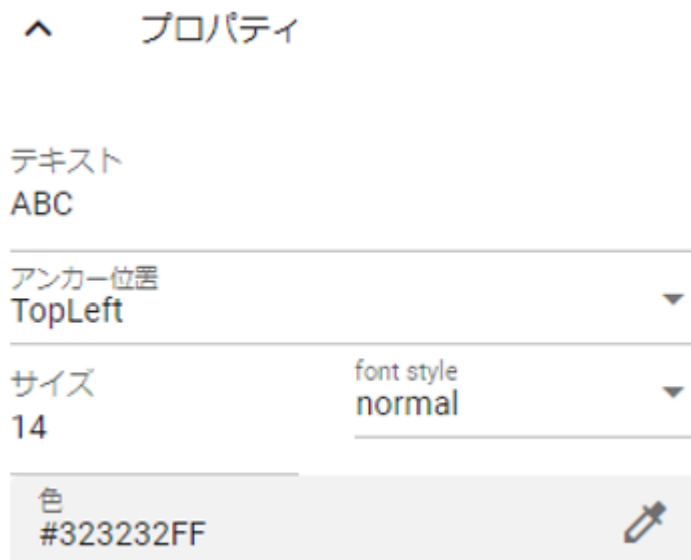 プロパティ
テキスト
ABC
アンカー位置
TopLeft
サイズ
14
font style
normal
色
#323232FF